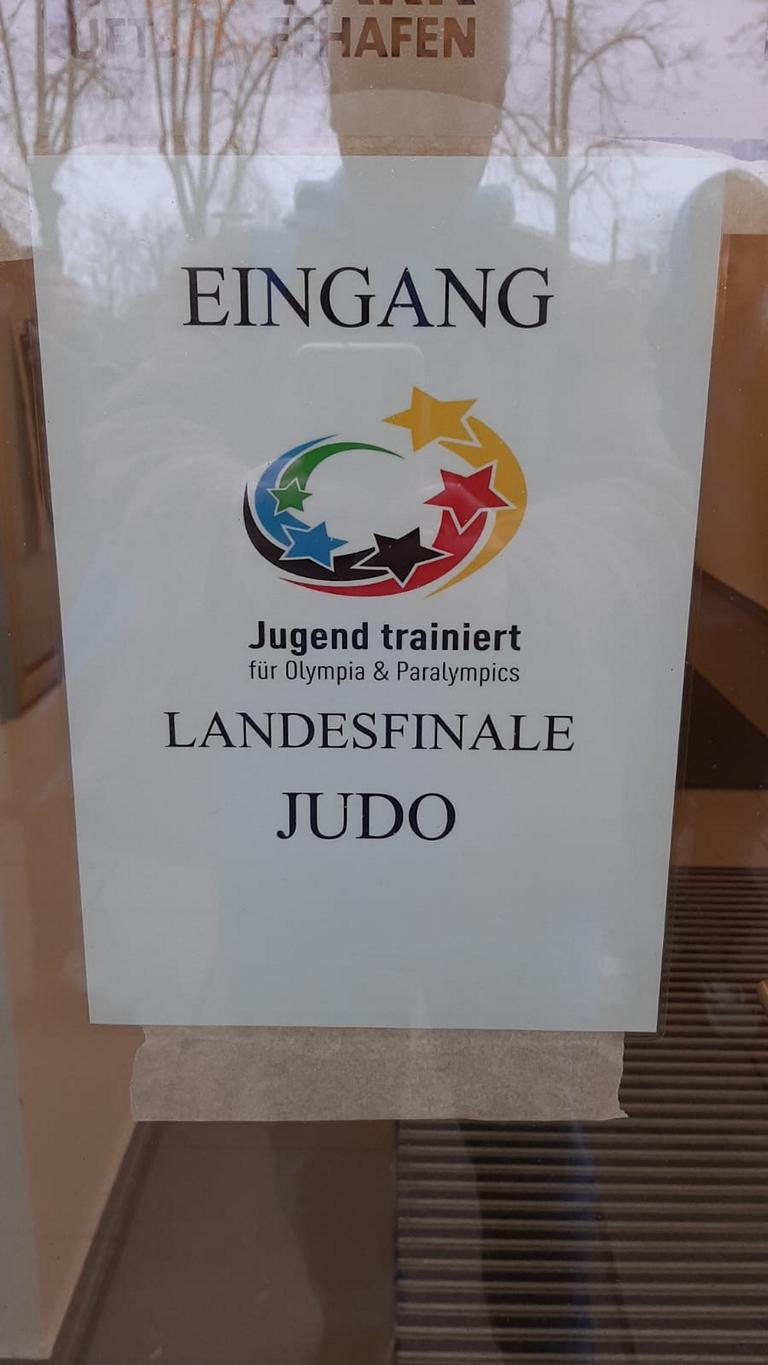 EINGANG
Jugend trainiert
für Olympia & Paralympics
LANDESFINALE
JUDO